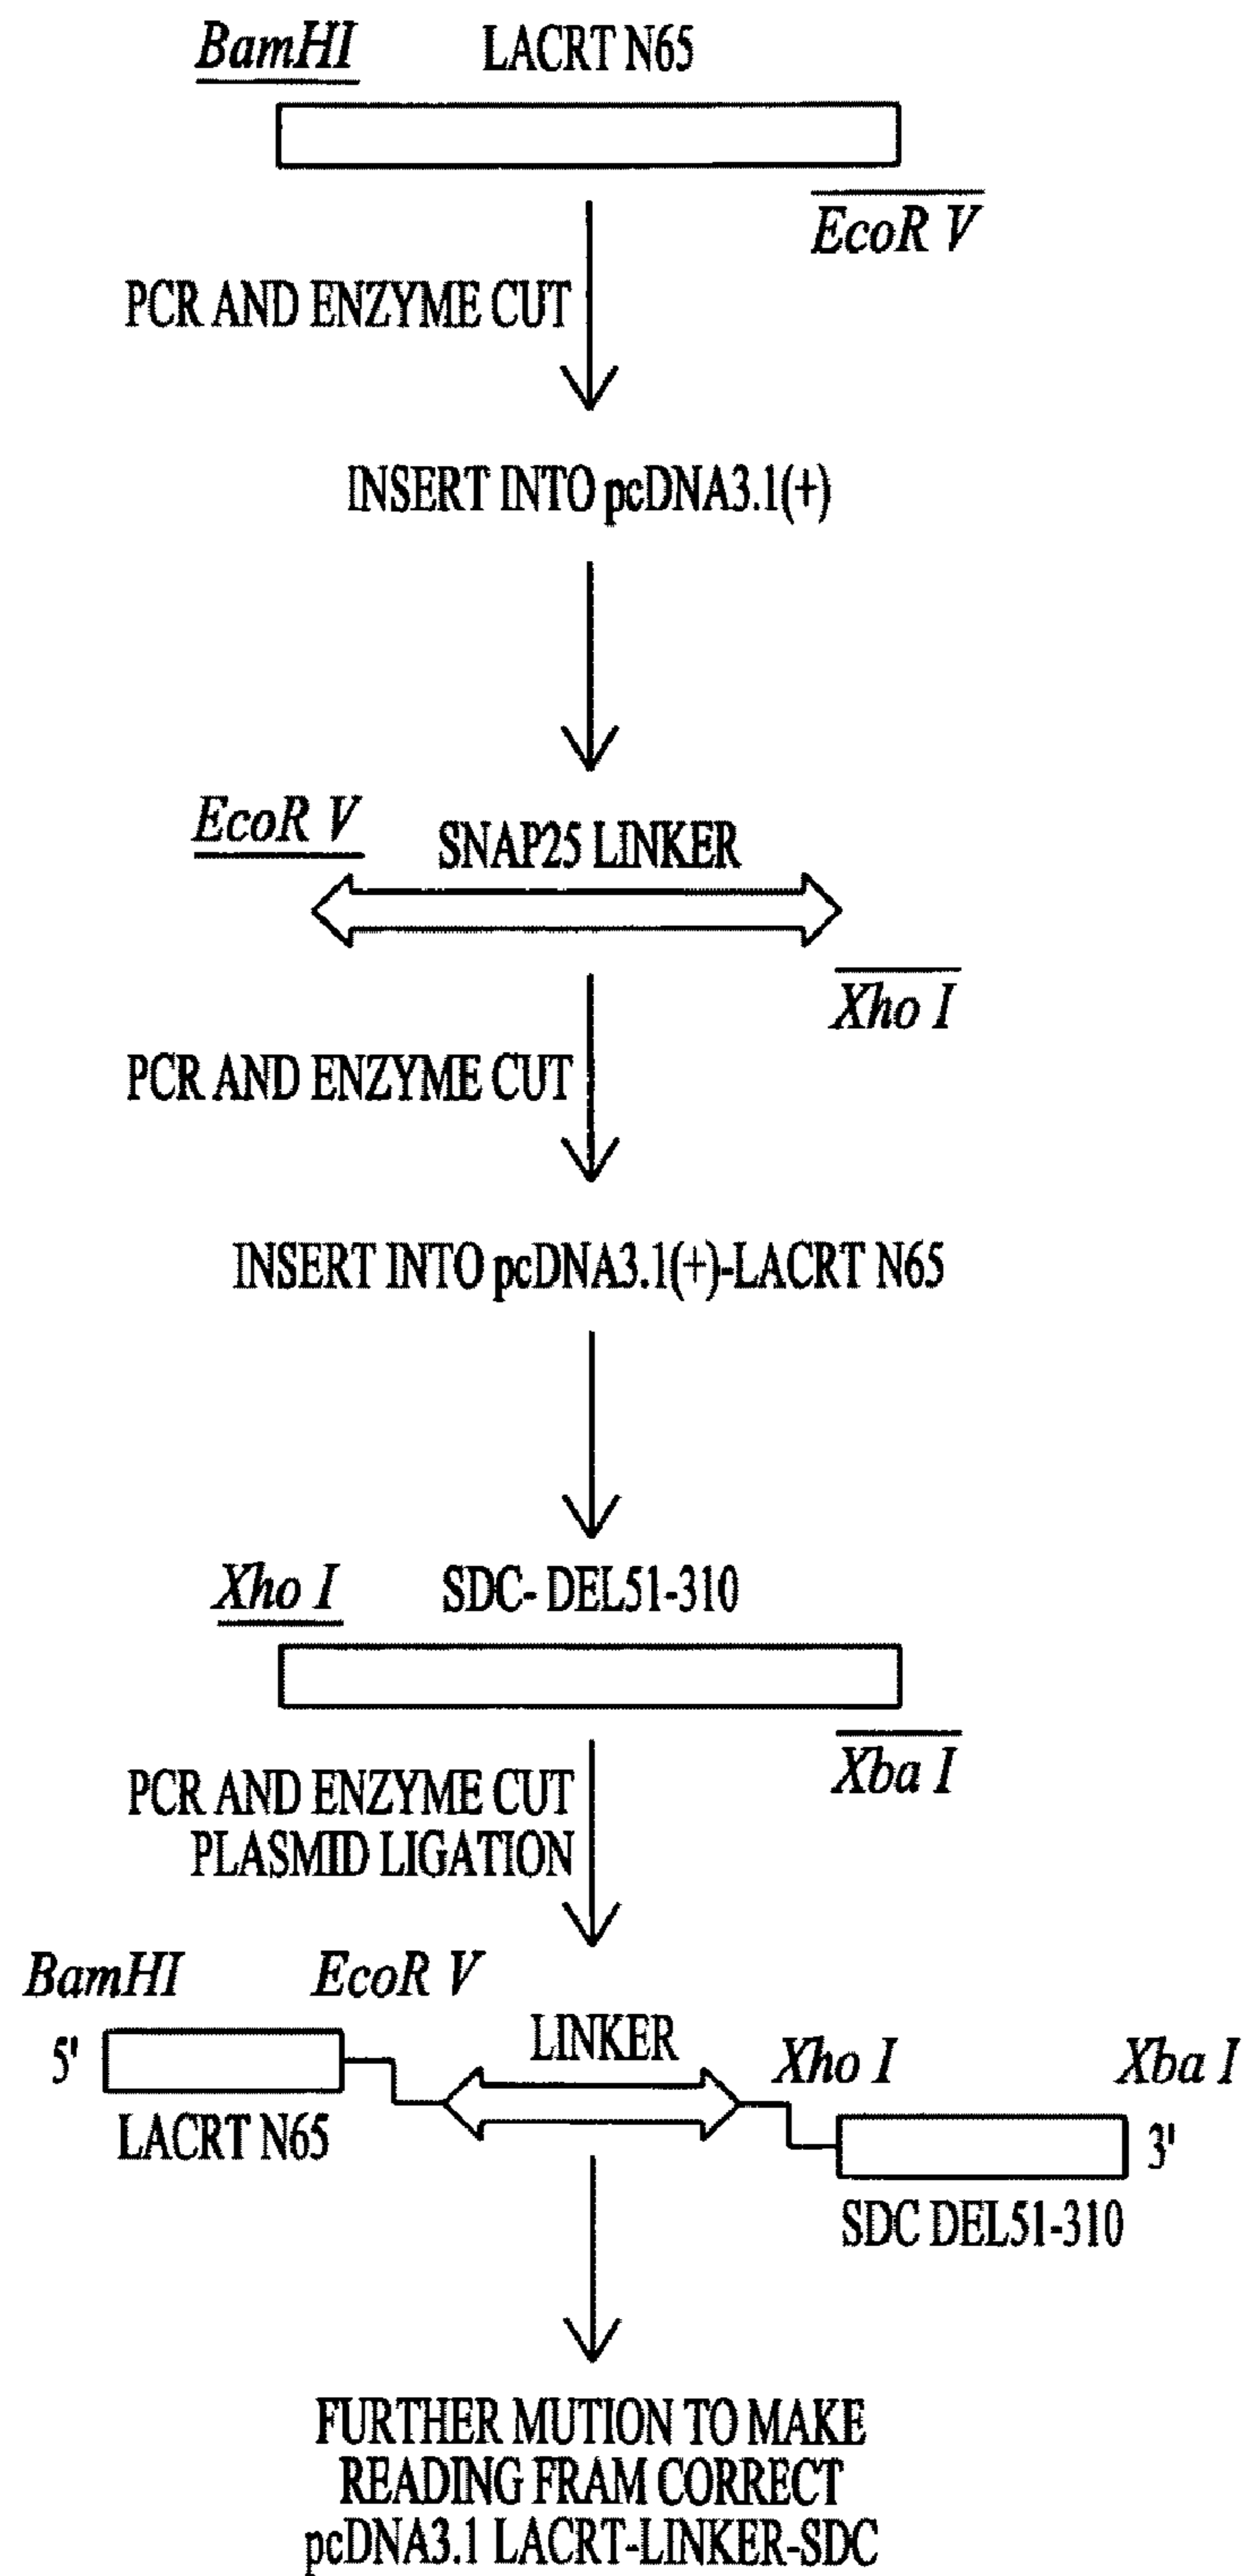 BamHI LACRT N65
EcoR V
PCR AND ENZYME CUT
INSERT INTO pcDNA3.1(+)
EcoR V SNAP25 LINKER
Xho I
PCR AND ENZYME CUT
INSERT INTO pcDNA3.1(+)-LACRT N65
Xho I SDC- DEL51-310
Xba I
PCR AND ENZYME CUT
PLASMID LIGATION
BamHI EcoR V
LINKER
Xho I Xba I
5'
LACRT N65
3'
SDC DEL51-310
FURTHER MUTION TO MAKE
READING FRAM CORRECT
pcDNA3.1 LACRT-LINKER-SDC